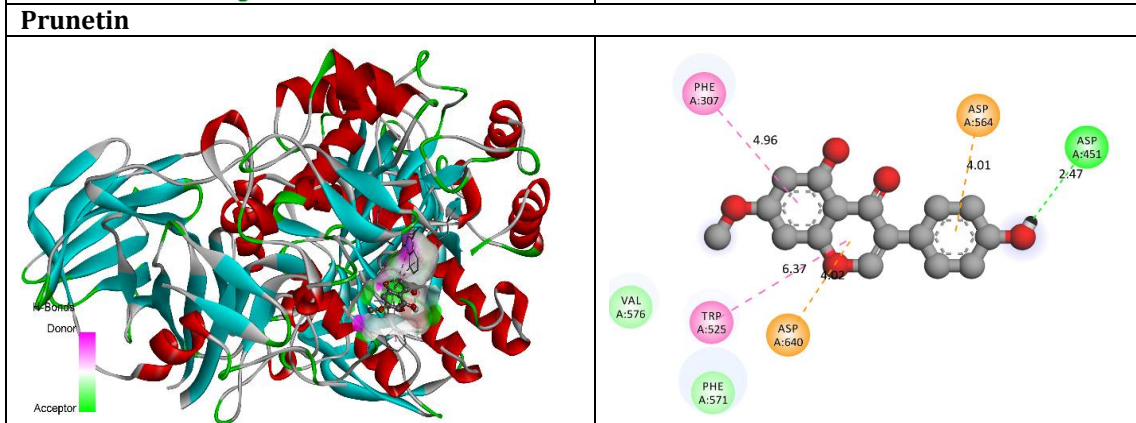 Prunetin
H-Bonds
Donor
Acceptor
PHE
A:307
4.96
ASP
A:564
4.01
ASP
A:451
2.47
6.37
4.02
VAL
A:576
TRP
A:525
ASP
A:640
PHE
A:571